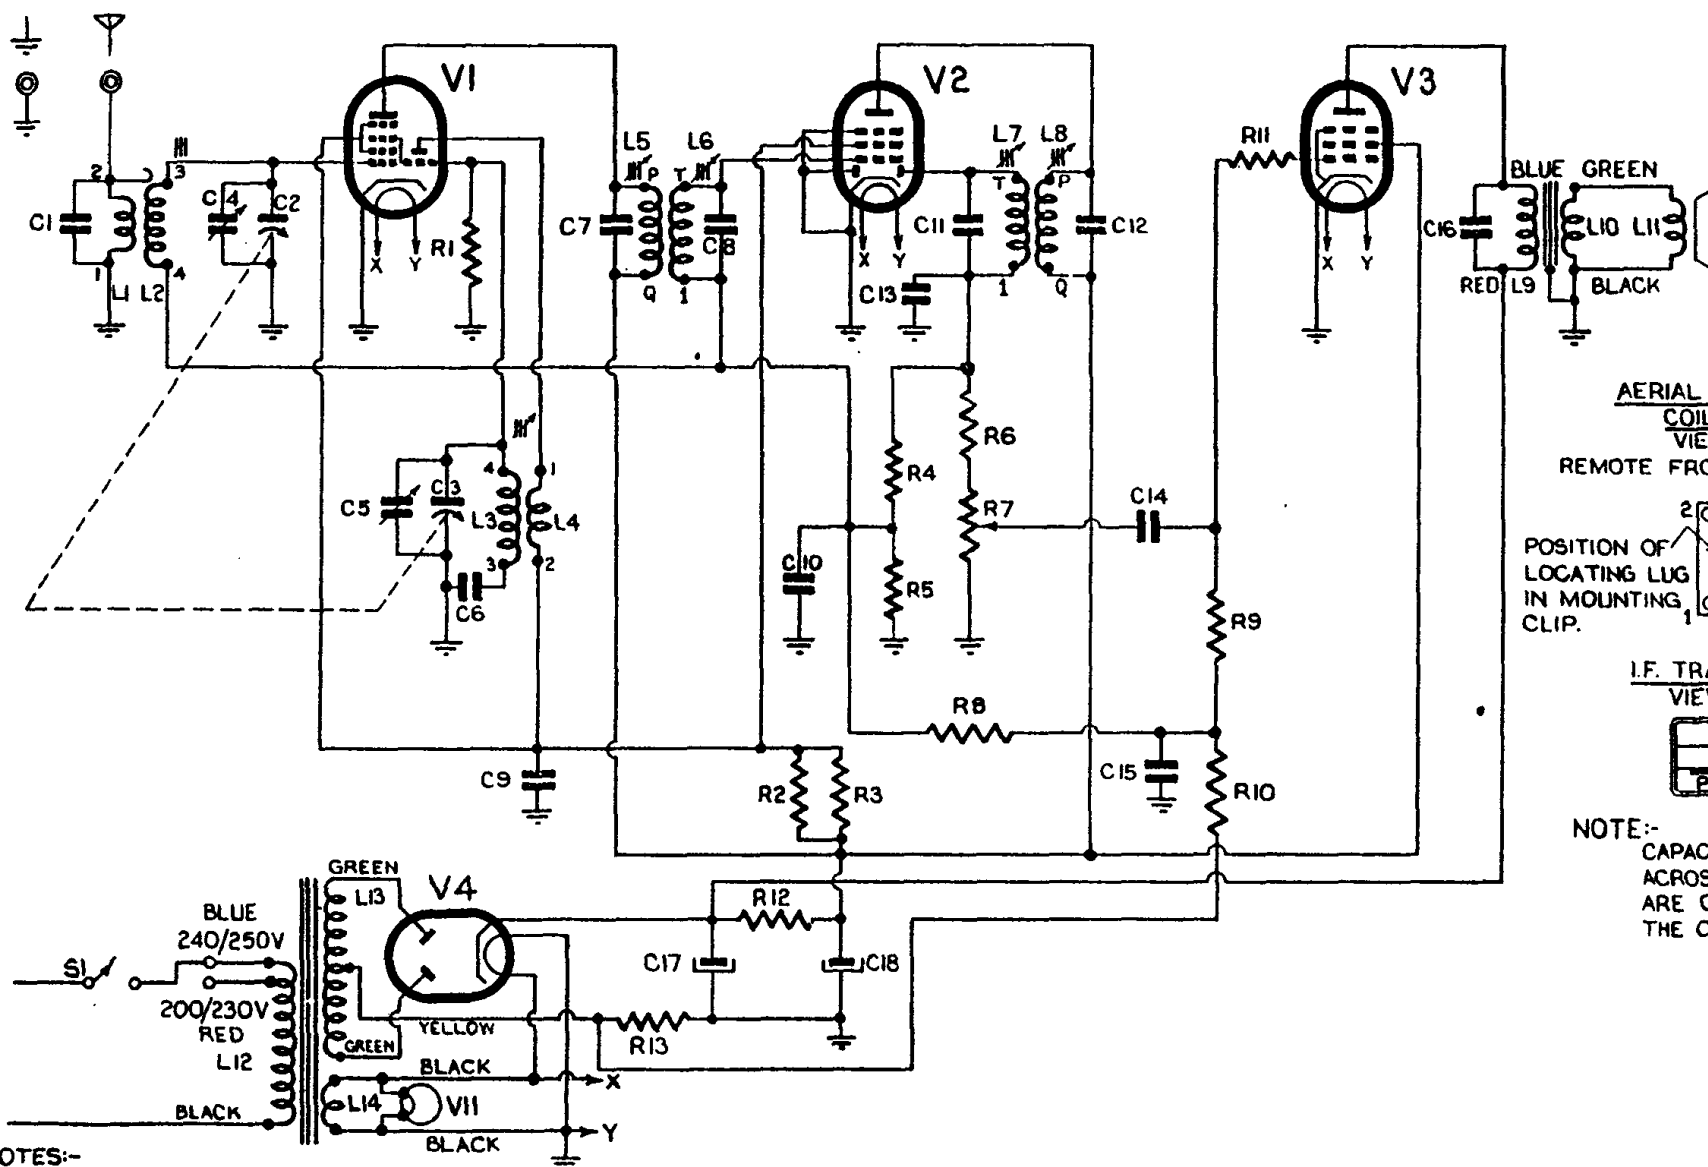 V1
V2
V3
L5
L6
L7
L8
R11
2
3
P
T
T
P
BLUE
GREEN
C1
C4
C2
R1
C7
C8
C11
C12
C16
L10
L11
X
Y
X
Y
X
Y
1
4
L1
L2
Q
1
C13
1
Q
RED
L9
BLACK
AERIAL
REMOTE
R6
4
1
R4
C5
C3
L3
L4
R7
C14
2
3
2
C10
R5
POSITION OF
LOCATING LUG
IN MOUNTING
CLIP.
1
C6
R9
I.F.
R8
C9
R2
R3
C15
R10
P
NOTE:-
GREEN
L13
V4
R12
BLUE
240/250V
S1
C17
C18
200/230V
RED
L12
YELLOW
GREEN
R13
BLACK
X
L14
V11
BLACK
BLACK
Y